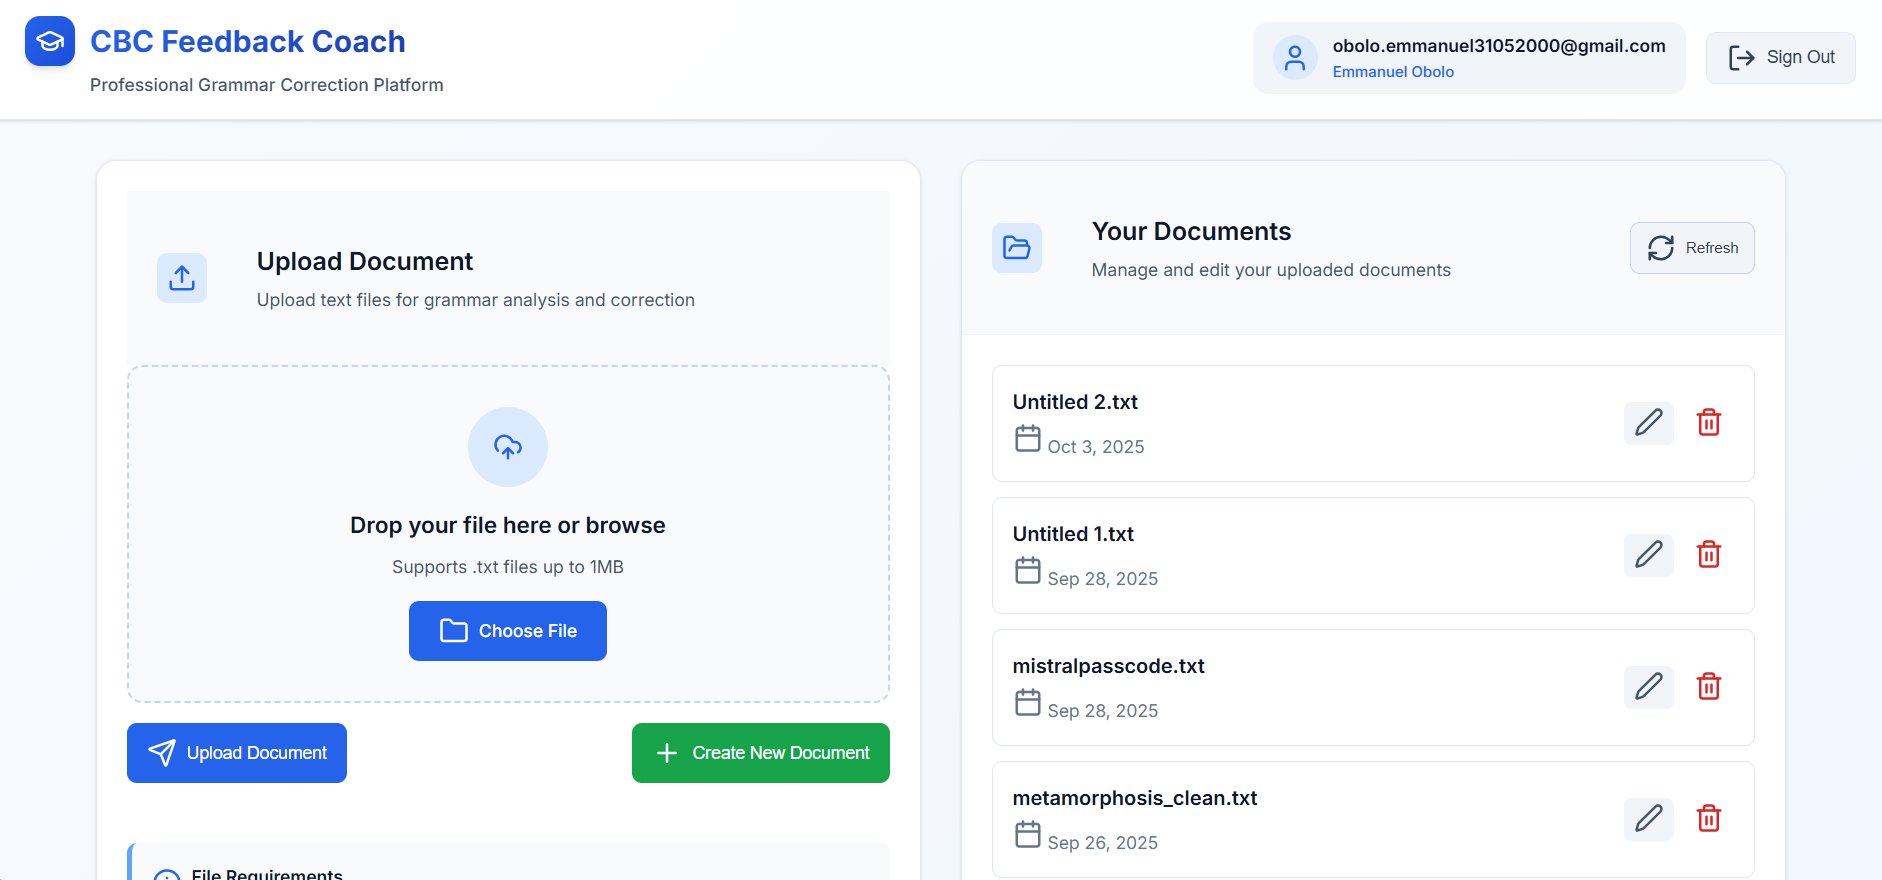 CBC Feedback Coach
Professional Grammar Correction Platform
obolo.emmanuel31052000@gmail.com
Emmanuel Obolo
Sign Out
Upload Document
Upload text files for grammar analysis and correction
Drop your file here or browse
Supports .txt files up to 1MB
Choose File
Upload Document
Create New Document
File Requirements
Your Documents
Manage and edit your uploaded documents
Refresh
Untitled 2.txt
Oct 3, 2025
Untitled 1.txt
Sep 28, 2025
mistralpasscode.txt
Sep 28, 2025
metamorphosis_clean.txt
Sep 26, 2025